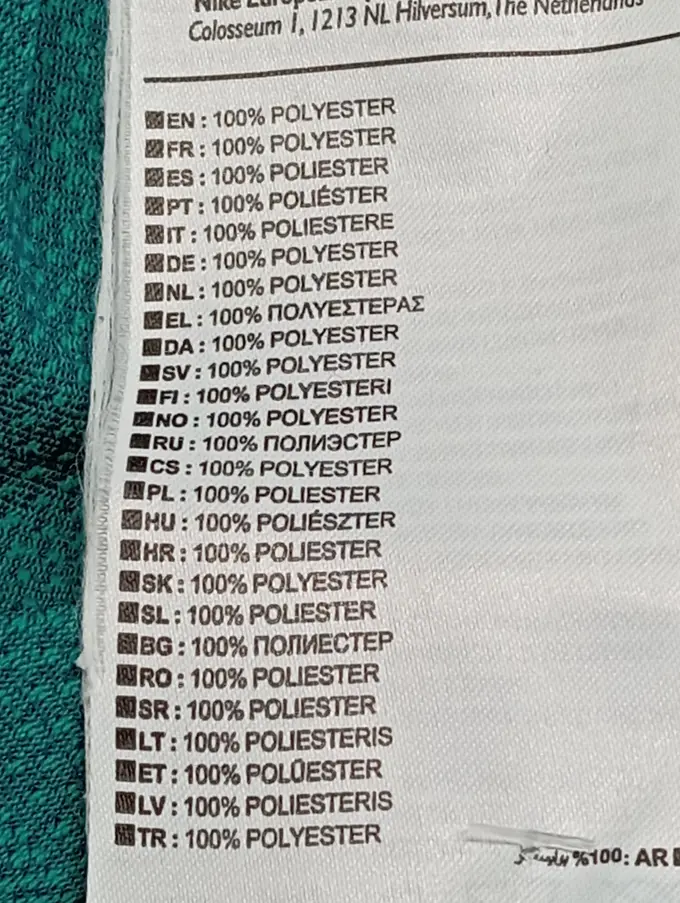 Nike European
Colosseum 1, 1213 NL Hilversum, The Netherlands
EN : 100% POLYESTER
FR : 100% POLYESTER
ES : 100% POLIESTER
PT : 100% POLIÉSTER
IT : 100% POLIESTERE
DE : 100% POLYESTER
NL : 100% POLYESTER
EL : 100% ΠΟΛΥΕΣΤΕΡΑΣ
DA : 100% POLYESTER
SV : 100% POLYESTER
FI : 100% POLYESTERI
NO : 100% POLYESTER
RU : 100% ПОЛИЭСТЕР
CS : 100% POLYESTER
PL : 100% POLIESTER
HU : 100% POLIÉSZTER
HR : 100% POLIESTER
SK : 100% POLYESTER
SL : 100% POLIESTER
BG : 100% ПОЛИЕСТЕР
RO : 100% POLIESTER
SR : 100% POLIESTER
LT : 100% POLIESTERIS
ET : 100% POLÜESTER
LV : 100% POLIESTERIS
TR : 100% POLYESTER
%100: AR